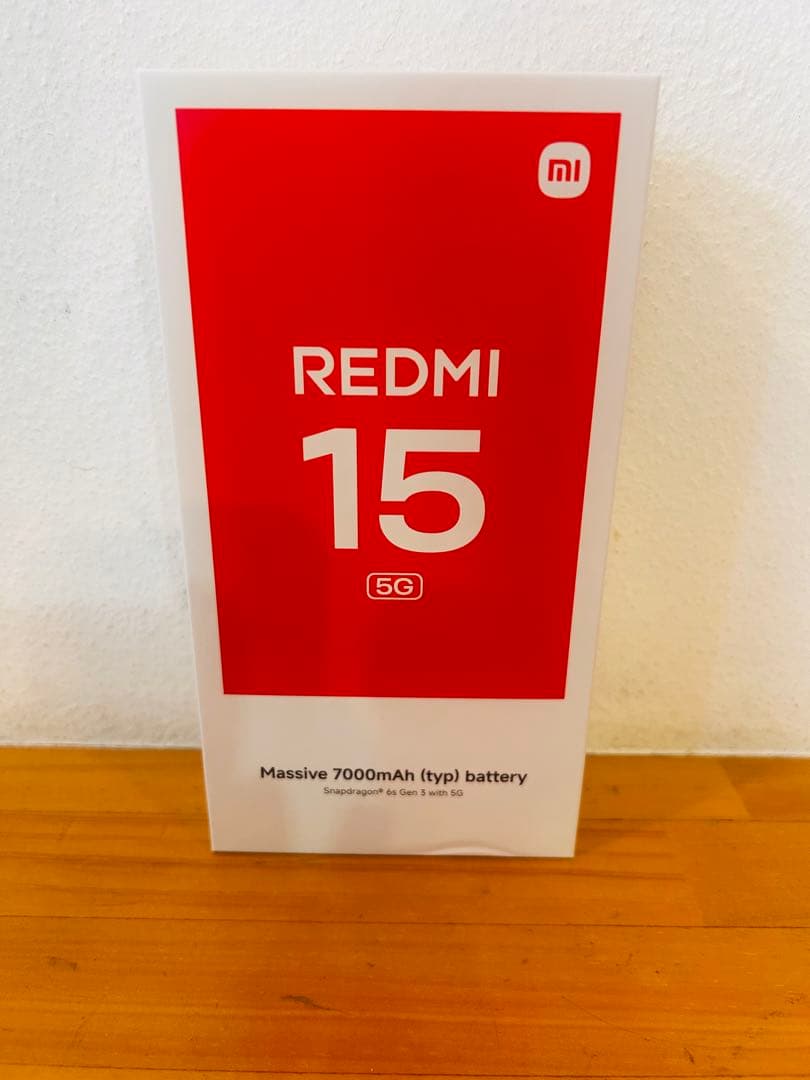 mi
REDMI
15
5G
Massive 7000mAh (typ) battery
Snapdragon® 6s Gen 3 with 5G